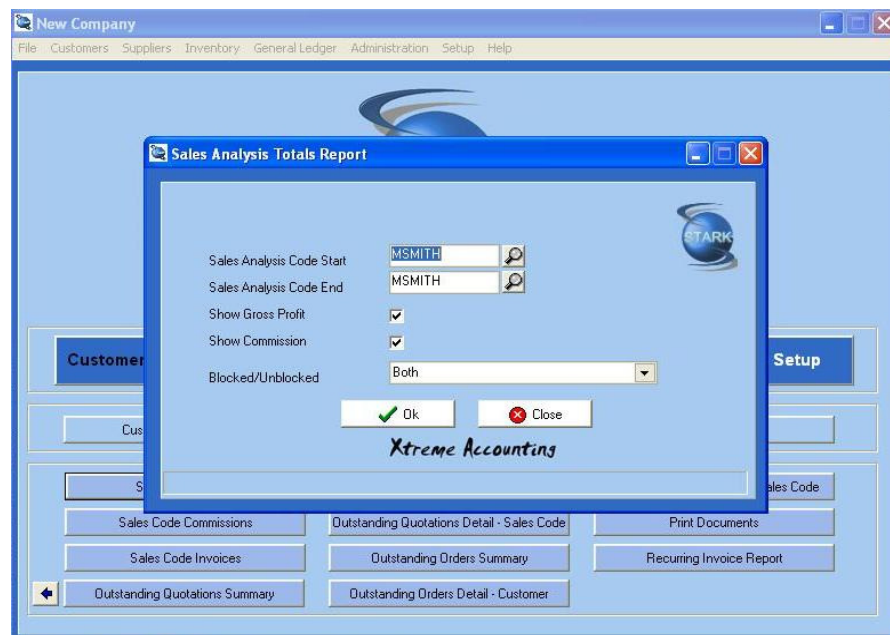 New Company
File Customers Suppliers Inventory General Ledger Administration Setup Help
Sales Analysis Totals Report
STARK
Sales Analysis Code Start MSMITH
Sales Analysis Code End MSMITH
Show Gross Profit
Show Commission
Blocked/Unblocked Both
Ok Close
Xtreme Accounting
Customer Setup
Cus
S ales Code
Sales Code Commissions Outstanding Quotations Detail - Sales Code Print Documents
Sales Code Invoices Outstanding Orders Summary Recurring Invoice Report
Outstanding Quotations Summary Outstanding Orders Detail - Customer